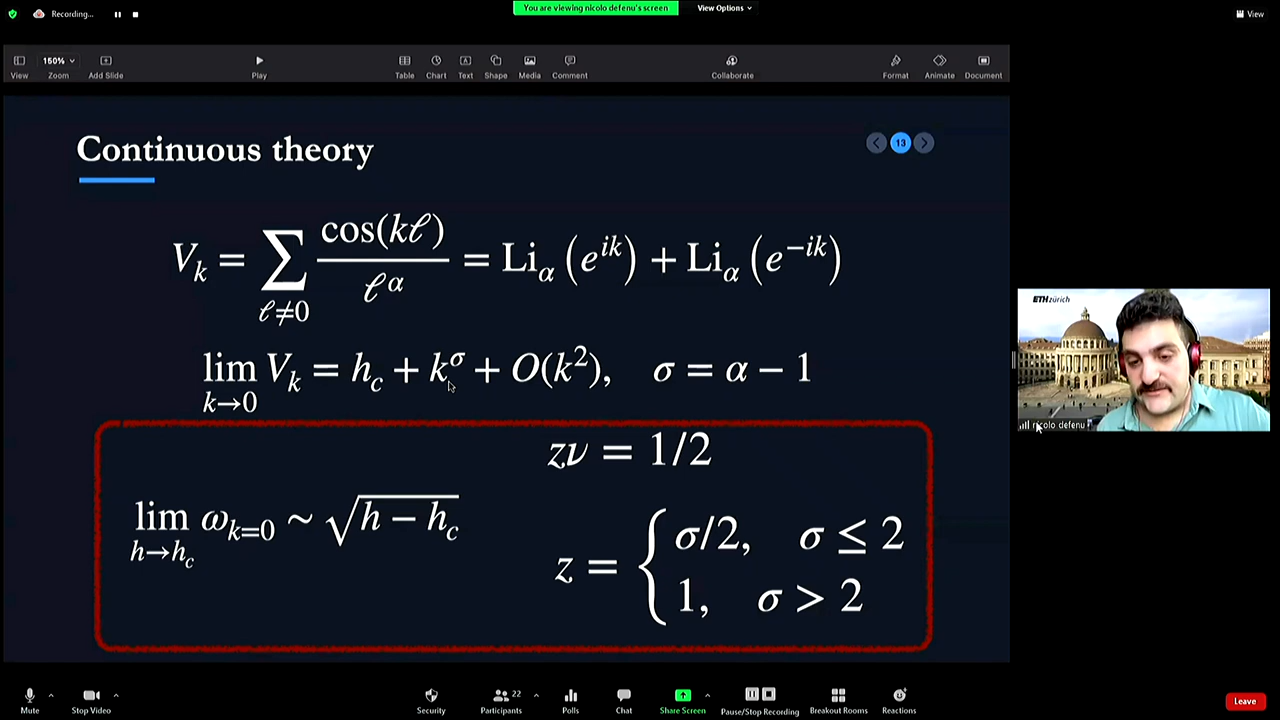 Recording...
You are viewing nicolo defenu's screen
View Options
View
150%
View
Zoom
Add Slide
Play
Table
Chart
Text
Shape
Media
Comment
Collaborate
Format
Animate
Document
Continuous theory
13
V_k = ∑_{ℓ≠0} cos(kℓ)/ℓ^α = Li_α(e^{ik}) + Li_α(e^{−ik})
lim_{k→0} V_k = h_c + k^σ + O(k²), σ = α − 1
zν = 1/2
lim_{h→h_c} ω_{k=0} ~ √(h − h_c)
z = { σ/2, σ ≤ 2
1, σ > 2
ETH zürich
nicolo defenu
Mute
Stop Video
Security
Participants
22
Polls
Chat
Share Screen
Pause/Stop Recording
Breakout Rooms
Reactions
Leave